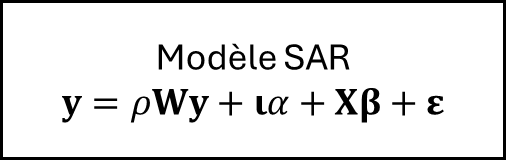 Modèle SAR
𝐲 = 𝜌𝐖𝐲 + 𝛊𝛼 + 𝐗𝛃 + 𝛆